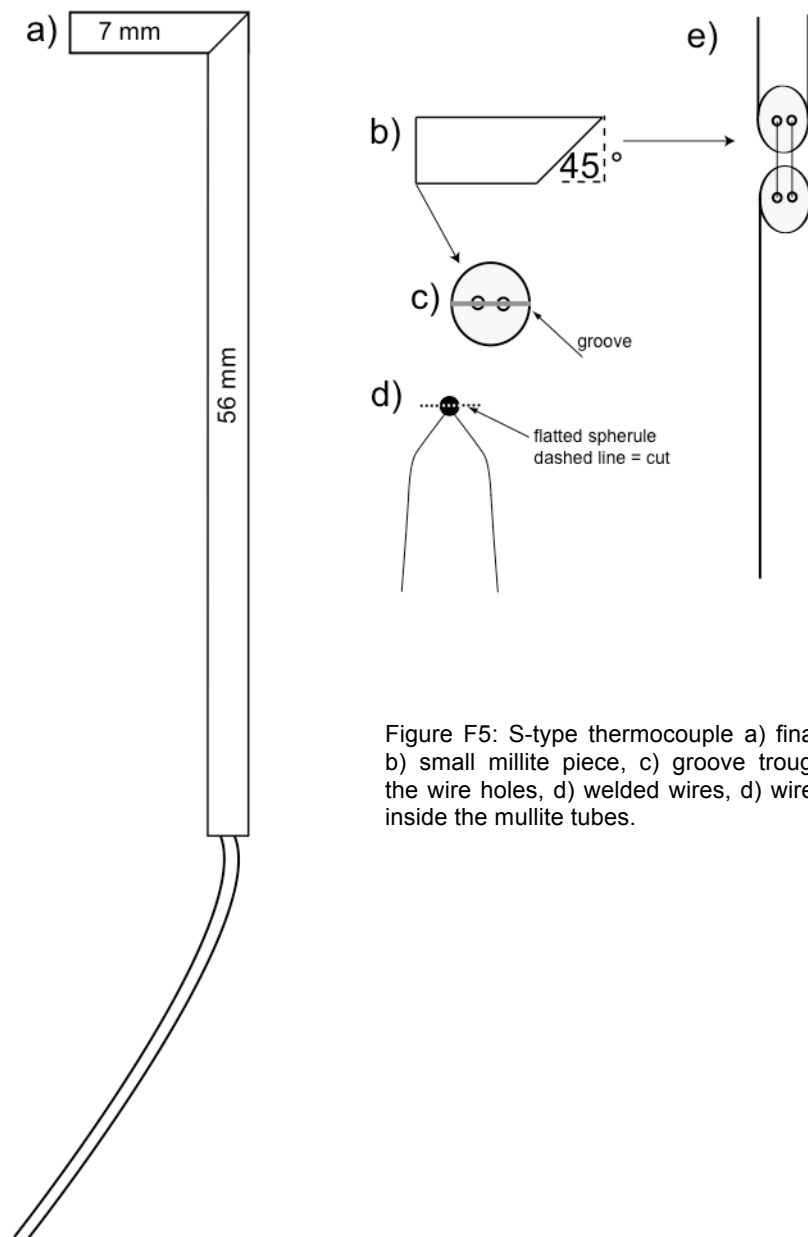 a)
7 mm
56 mm
b)
45°
c)
groove
d)
flatted spherule
dashed line = cut
e)
Figure F5: S-type thermocouple a) fina
b) small millite piece, c) groove troug
the wire holes, d) welded wires, d) wire
inside the mullite tubes.